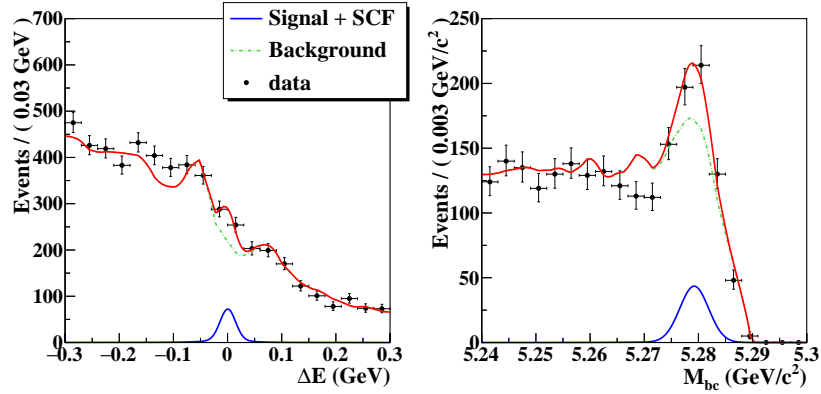 Signal + SCF
Background
data
Events / ( 0.03 GeV )
700
600
500
400
300
200
100
0
−0.3 −0.2 −0.1 0 0.1 0.2 0.3
ΔE (GeV)
Events / ( 0.003 GeV/c² )
250
200
150
100
50
0
5.24 5.25 5.26 5.27 5.28 5.29 5.3
M_bc (GeV/c²)